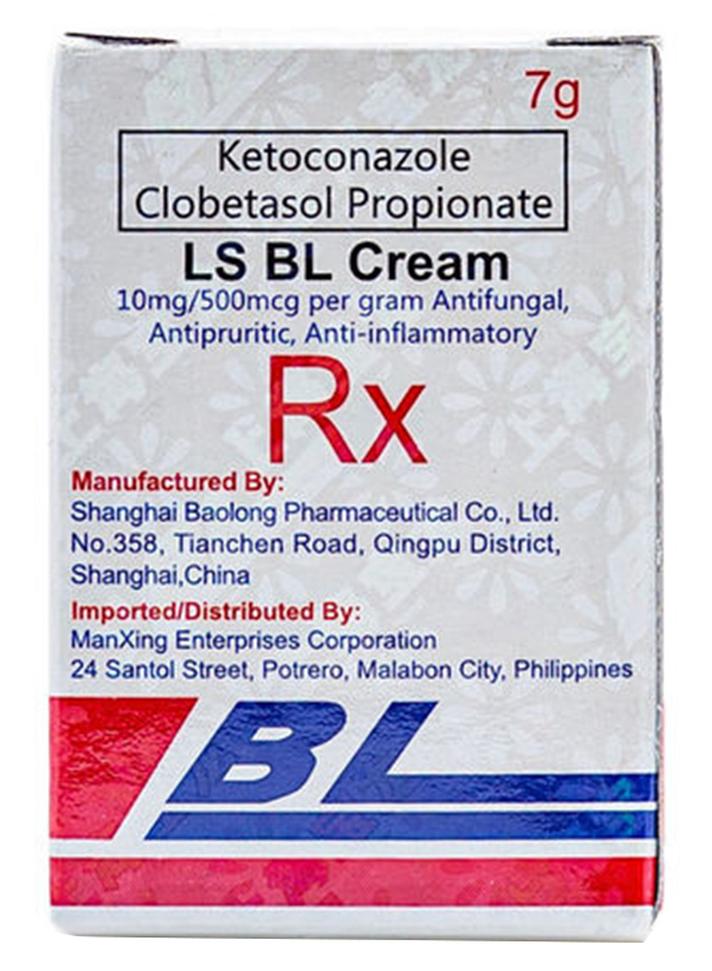 7g
Ketoconazole
Clobetasol Propionate
LS BL Cream
10mg/500mcg per gram Antifungal,
Antipruritic, Anti-inflammatory
Rx
Manufactured By:
Shanghai Baolong Pharmaceutical Co., Ltd.
No.358, Tianchen Road, Qingpu District,
Shanghai,China
Imported/Distributed By:
ManXing Enterprises Corporation
24 Santol Street, Potrero, Malabon City, Philippines
BL